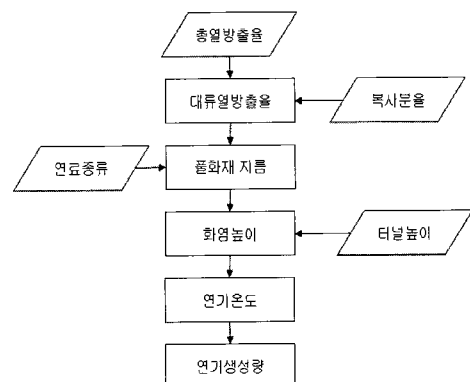 총열방출율
대류열방출율
복사분율
연료종류
풀화재 지름
화염높이
터널높이
연기온도
연기생성량